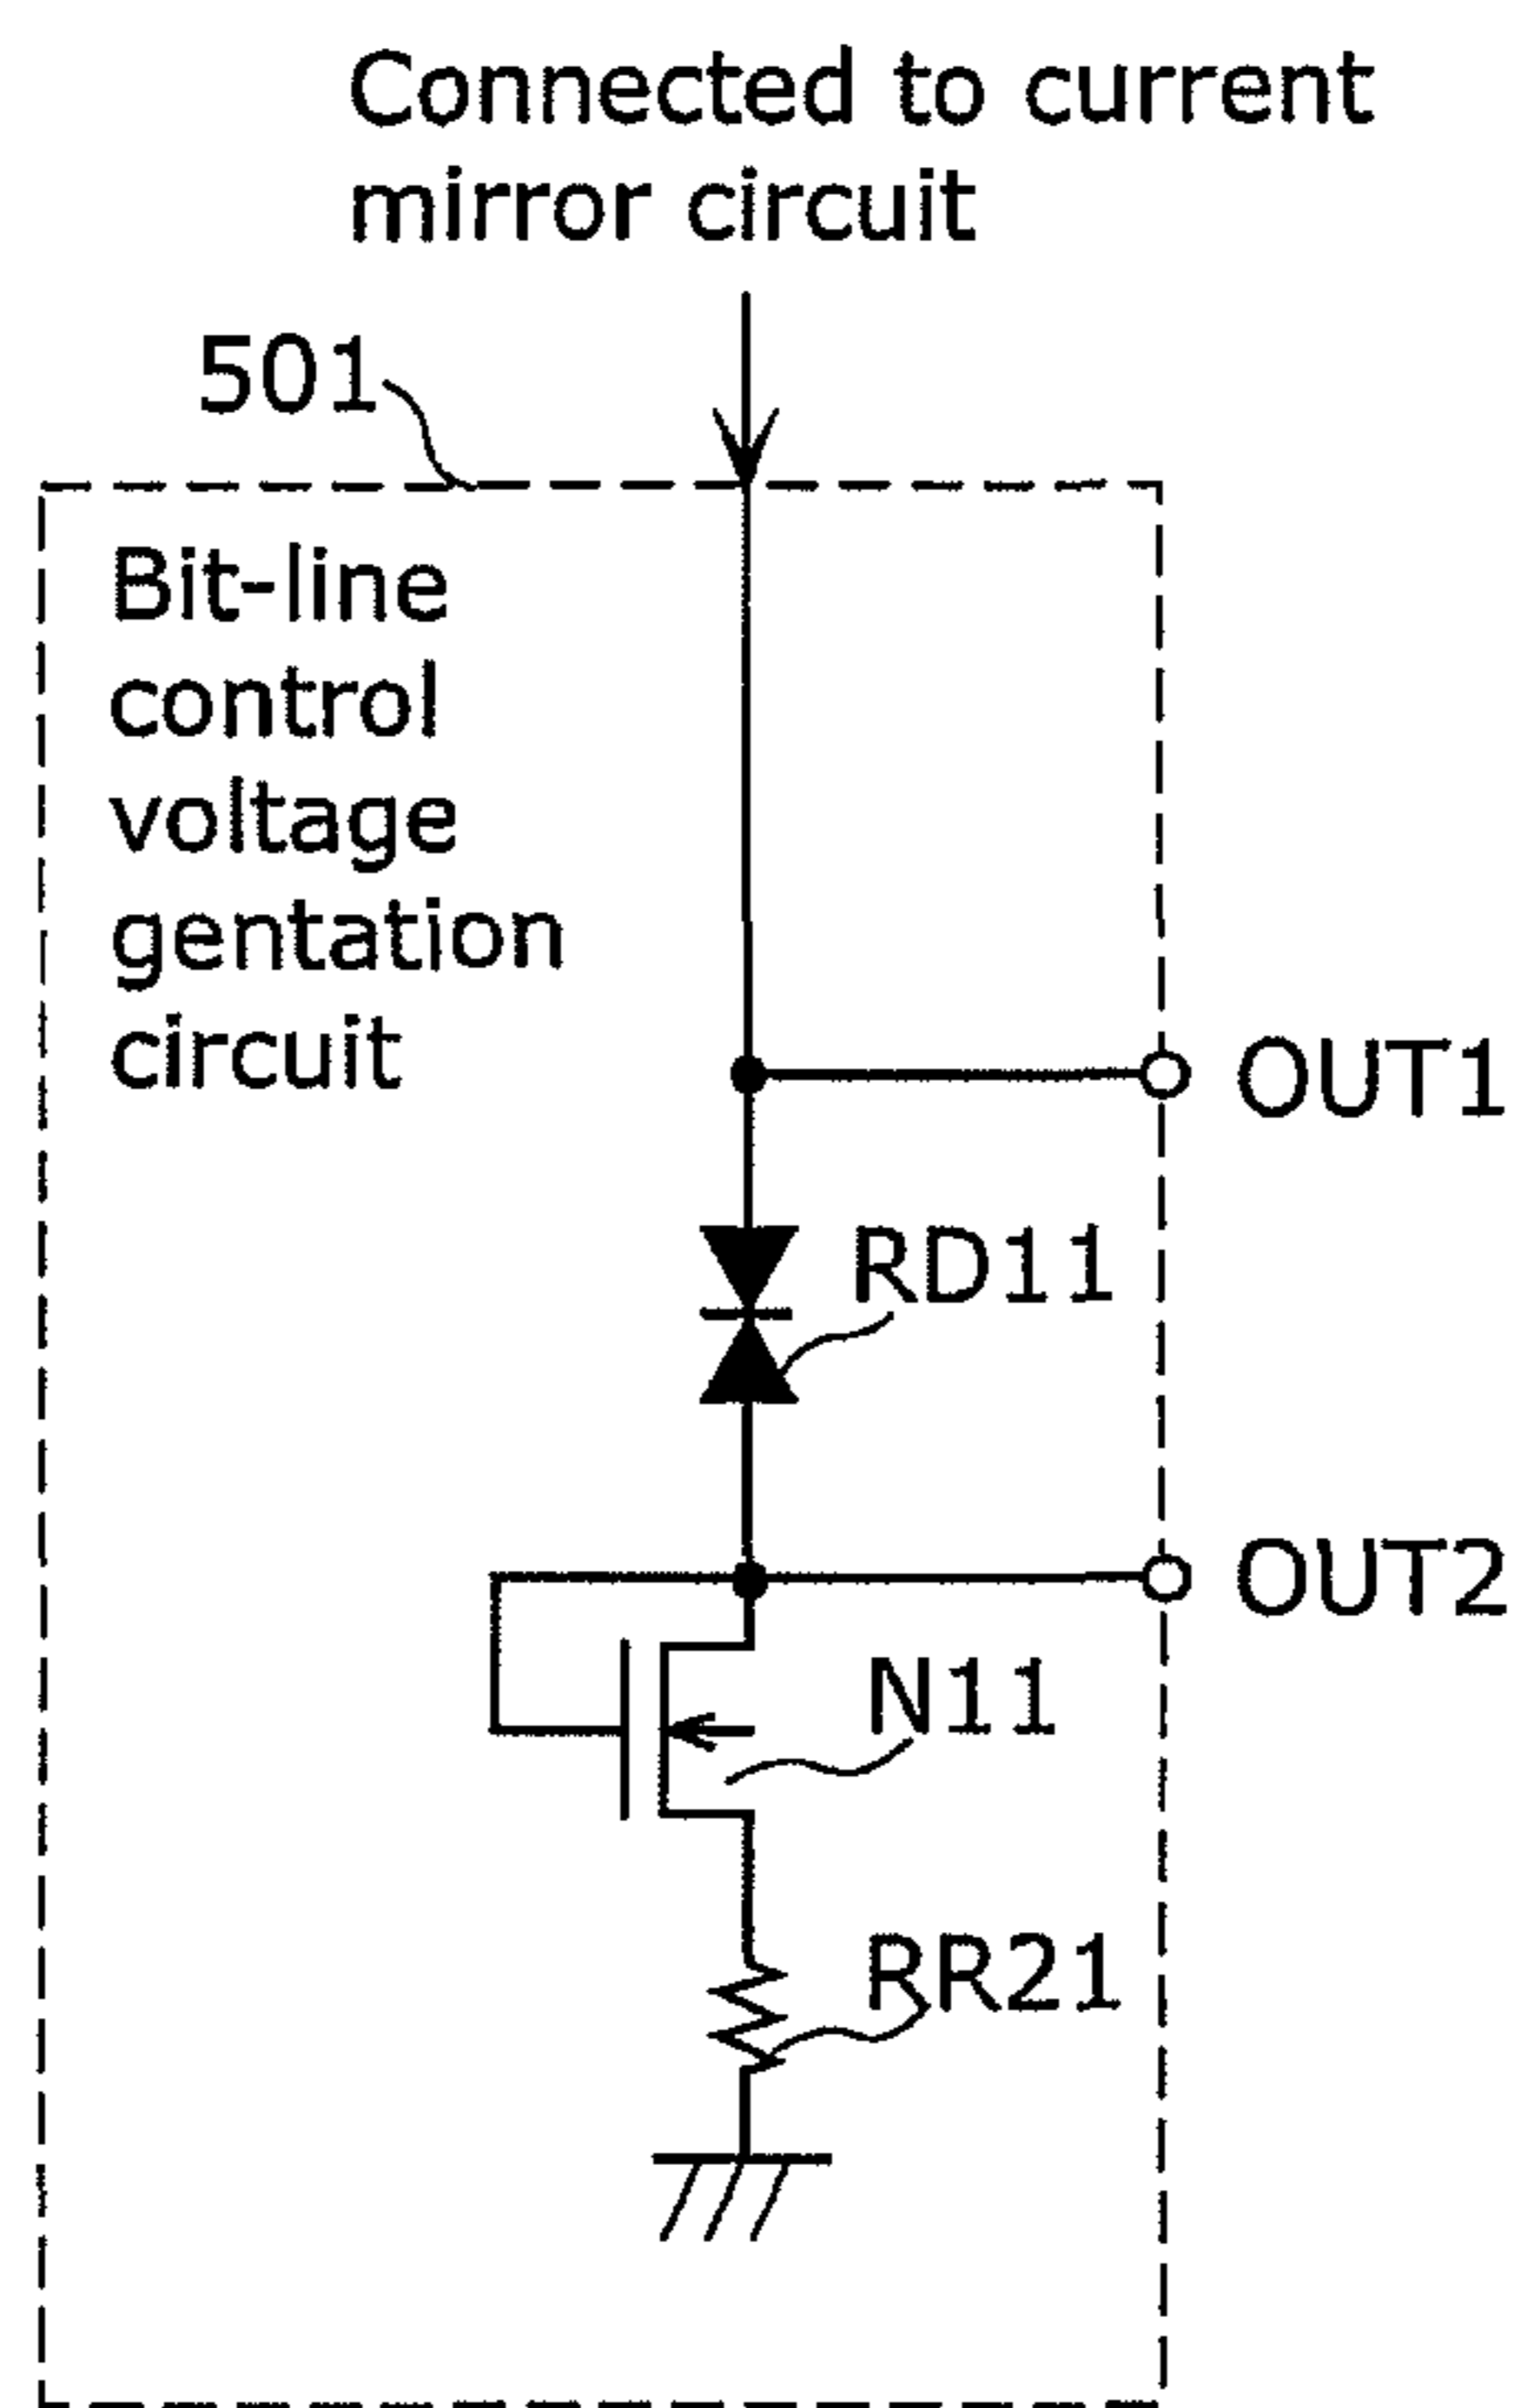 Connected to current
mirror circuit
501
Bit-line
control
voltage
gentation
circuit
OUT1
RD11
OUT2
N11
RR21